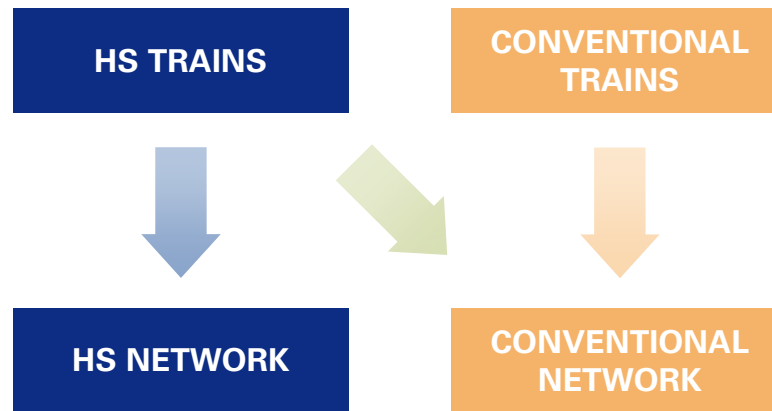 HS TRAINS
CONVENTIONAL
TRAINS
HS NETWORK
CONVENTIONAL
NETWORK